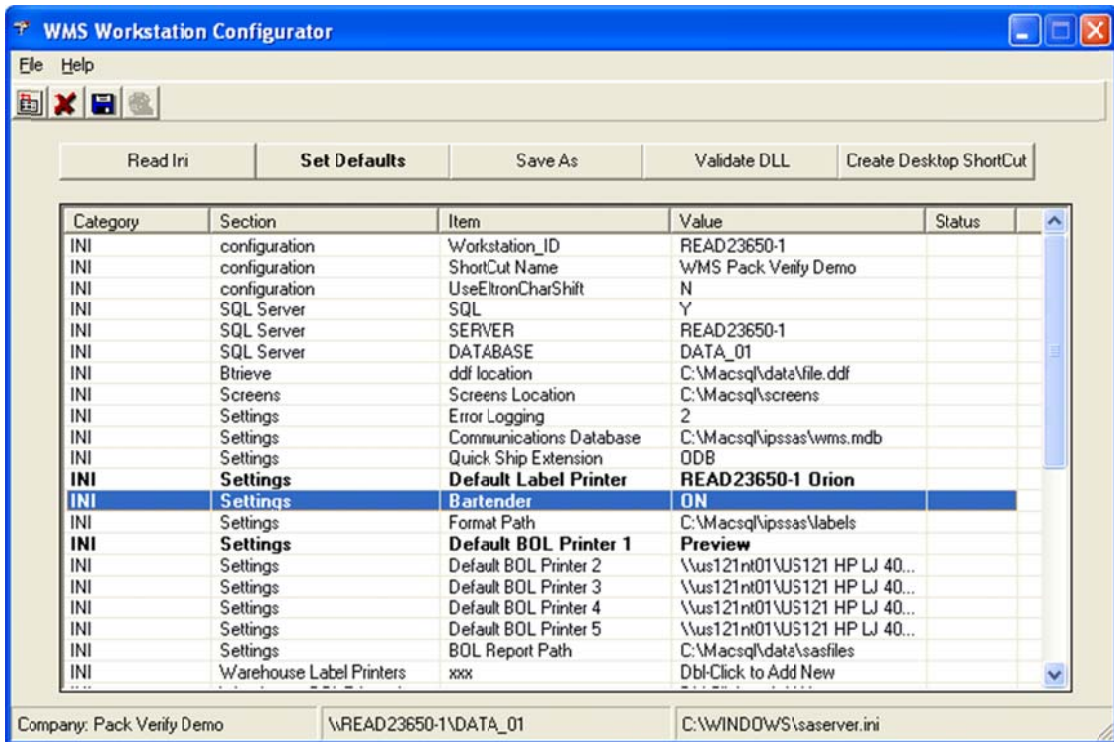 WMS Workstation Configurator
File Help
Read Ini Set Defaults Save As Validate DLL Create Desktop ShortCut
Category Section Item Value Status
INI configuration Workstation_ID READ23650-1
INI configuration ShortCut Name WMS Pack Verify Demo
INI configuration UseEltronCharShift N
INI SQL Server SQL Y
INI SQL Server SERVER READ23650-1
INI SQL Server DATABASE DATA_01
INI Btrieve ddf location C:\Macsql\data\file.ddf
INI Screens Screens Location C:\Macsql\screens
INI Settings Error Logging 2
INI Settings Communications Database C:\Macsql\ipssas\wms.mdb
INI Settings Quick Ship Extension ODB
INI Settings Default Label Printer READ23650-1 Orion
INI Settings Bartender ON
INI Settings Format Path C:\Macsql\ipssas\labels
INI Settings Default BOL Printer 1 Preview
INI Settings Default BOL Printer 2 \\us121nt01\US121 HP LJ 40...
INI Settings Default BOL Printer 3 \\us121nt01\US121 HP LJ 40...
INI Settings Default BOL Printer 4 \\us121nt01\US121 HP LJ 40...
INI Settings Default BOL Printer 5 \\us121nt01\US121 HP LJ 40...
INI Settings BOL Report Path C:\Macsql\data\sasfiles
INI Warehouse Label Printers xxx Dbl-Click to Add New
Company: Pack Verify Demo \\READ23650-1\DATA_01 C:\WINDOWS\saserver.ini